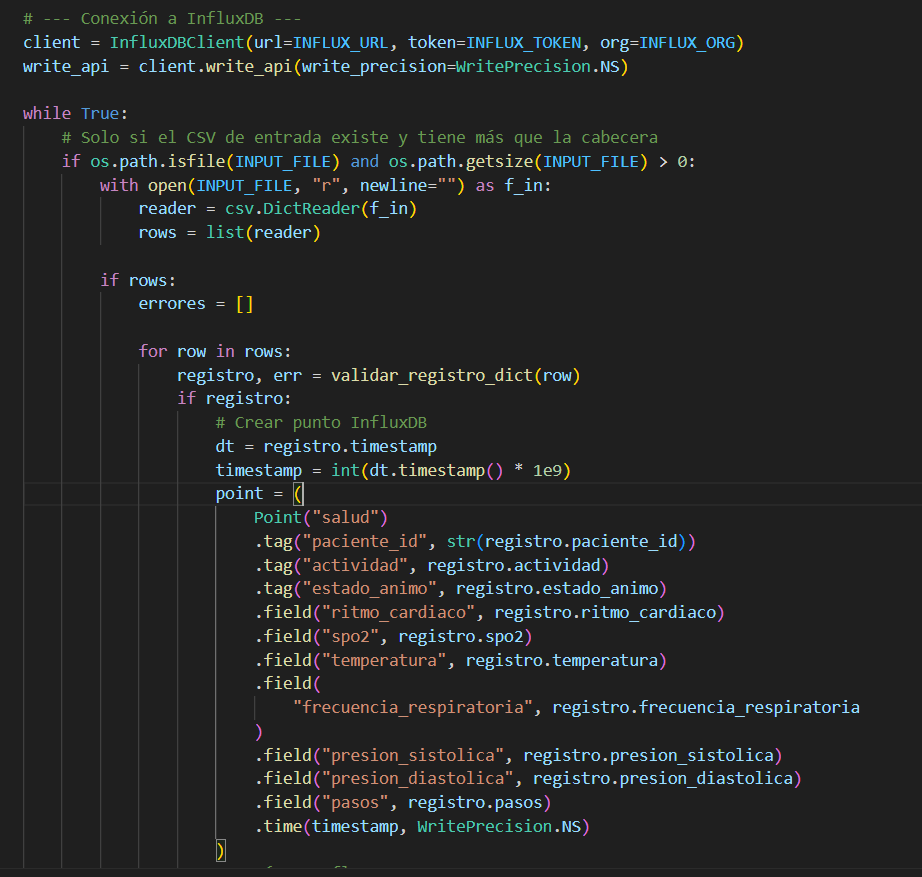 # --- Conexión a InfluxDB ---
client = InfluxDBClient(url=INFLUX_URL, token=INFLUX_TOKEN, org=INFLUX_ORG)
write_api = client.write_api(write_precision=WritePrecision.NS)

while True:
    # Solo si el CSV de entrada existe y tiene más que la cabecera
    if os.path.isfile(INPUT_FILE) and os.path.getsize(INPUT_FILE) > 0:
        with open(INPUT_FILE, "r", newline="") as f_in:
            reader = csv.DictReader(f_in)
            rows = list(reader)

        if rows:
            errores = []

            for row in rows:
                registro, err = validar_registro_dict(row)
                if registro:
                    # Crear punto InfluxDB
                    dt = registro.timestamp
                    timestamp = int(dt.timestamp() * 1e9)
                    point = (
                        Point("salud")
                        .tag("paciente_id", str(registro.paciente_id))
                        .tag("actividad", registro.actividad)
                        .tag("estado_animo", registro.estado_animo)
                        .field("ritmo_cardiaco", registro.ritmo_cardiaco)
                        .field("spo2", registro.spo2)
                        .field("temperatura", registro.temperatura)
                        .field(
                            "frecuencia_respiratoria", registro.frecuencia_respiratoria
                        )
                        .field("presion_sistolica", registro.presion_sistolica)
                        .field("presion_diastolica", registro.presion_diastolica)
                        .field("pasos", registro.pasos)
                        .time(timestamp, WritePrecision.NS)
                    )